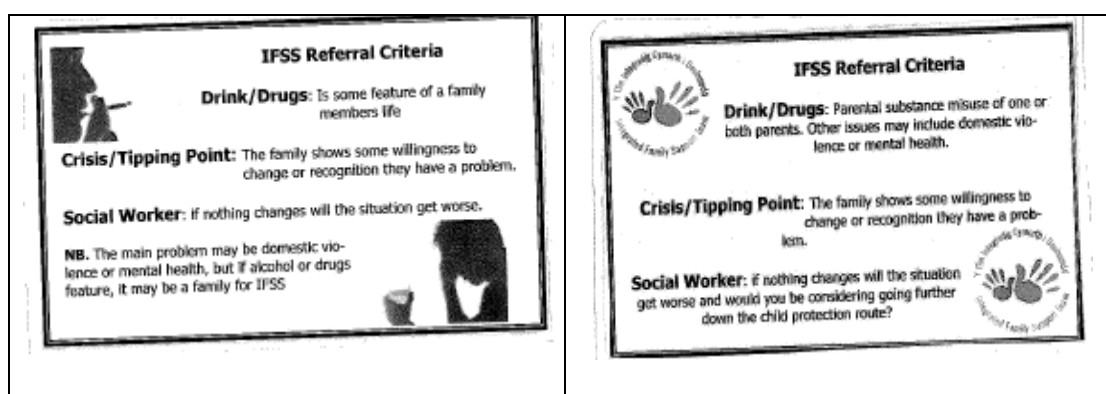 IFSS Referral Criteria
Drink/Drugs: Is some feature of a family
members life
Crisis/Tipping Point: The family shows some willingness to
change or recognition they have a problem.
Social Worker: if nothing changes will the situation get worse.
NB. The main problem may be domestic vio-
lence or mental health, but if alcohol or drugs
feature, it may be a family for IFSS
IFSS Referral Criteria
Drink/Drugs: Parental substance misuse of one or
both parents. Other issues may include domestic vio-
lence or mental health.
Crisis/Tipping Point: The family shows some willingness to
change or recognition they have a prob-
lem.
Social Worker: if nothing changes will the situation
get worse and would you be considering going further
down the child protection route?
Integrated Family Support
Integrated Family Support